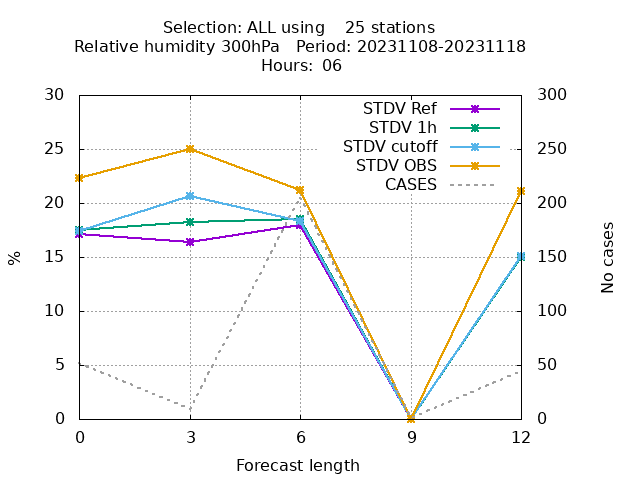 Selection: ALL using    25 stations
Relative humidity 300hPa   Period: 20231108-20231118
Hours: 06
30
25
20
15
10
5
0
%
300
250
200
150
100
50
0
No cases
STDV Ref
STDV 1h
STDV cutoff
STDV OBS
CASES
0 3 6 9 12
Forecast length